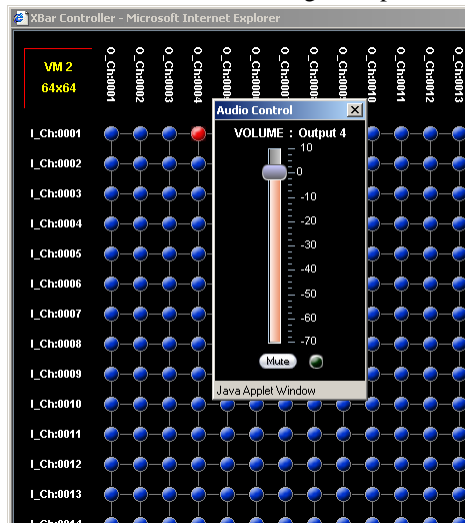 XBar Controller - Microsoft Internet Explorer
VM 2
64x64
O_Ch:0001
O_Ch:0002
O_Ch:0003
O_Ch:0004
O_Ch:0010
O_Ch:0011
O_Ch:0012
O_Ch:0013
Audio Control
VOLUME : Output 4
10
0
-10
-20
-30
-40
-50
-60
-70
Mute
Java Applet Window
I_Ch:0001
I_Ch:0002
I_Ch:0003
I_Ch:0004
I_Ch:0005
I_Ch:0006
I_Ch:0007
I_Ch:0008
I_Ch:0009
I_Ch:0010
I_Ch:0011
I_Ch:0012
I_Ch:0013
I_Ch:0014